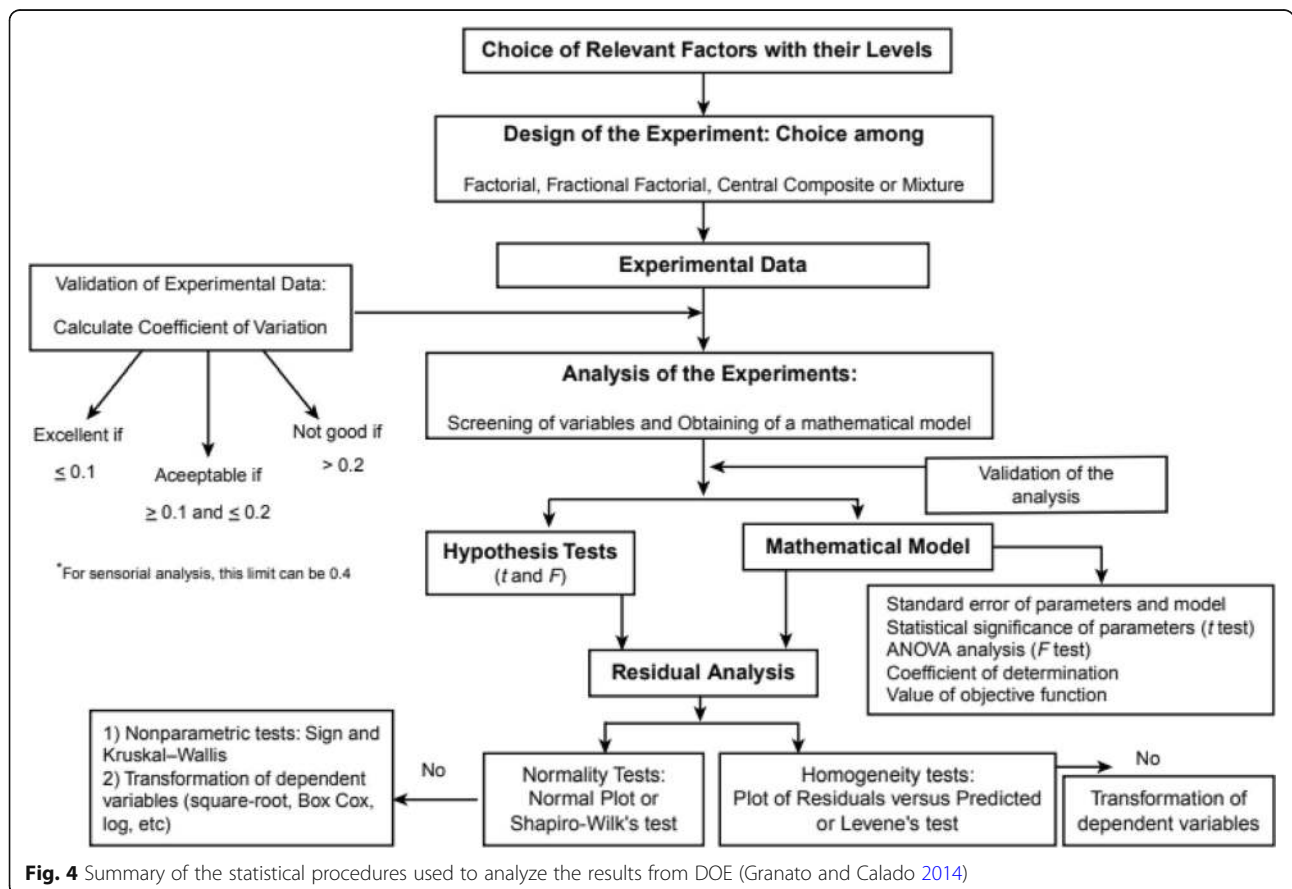 Choice of Relevant Factors with their Levels
Design of the Experiment: Choice among
Factorial, Fractional Factorial, Central Composite or Mixture
Experimental Data
Validation of Experimental Data:
Calculate Coefficient of Variation
Excellent if
≤ 0.1
Aceeptable if
≥ 0.1 and ≤ 0.2
Not good if
> 0.2
*For sensorial analysis, this limit can be 0.4
Analysis of the Experiments:
Screening of variables and Obtaining of a mathematical model
Validation of the
analysis
Hypothesis Tests
(t and F)
Mathematical Model
Standard error of parameters and model
Statistical significance of parameters (t test)
ANOVA analysis (F test)
Coefficient of determination
Value of objective function
Residual Analysis
1) Nonparametric tests: Sign and
Kruskal–Wallis
2) Transformation of dependent
variables (square-root, Box Cox,
log, etc)
No
Normality Tests:
Normal Plot or
Shapiro-Wilk's test
Homogeneity tests:
Plot of Residuals versus Predicted
or Levene's test
No
Transformation of
dependent variables
Fig. 4 Summary of the statistical procedures used to analyze the results from DOE (Granato and Calado 2014)